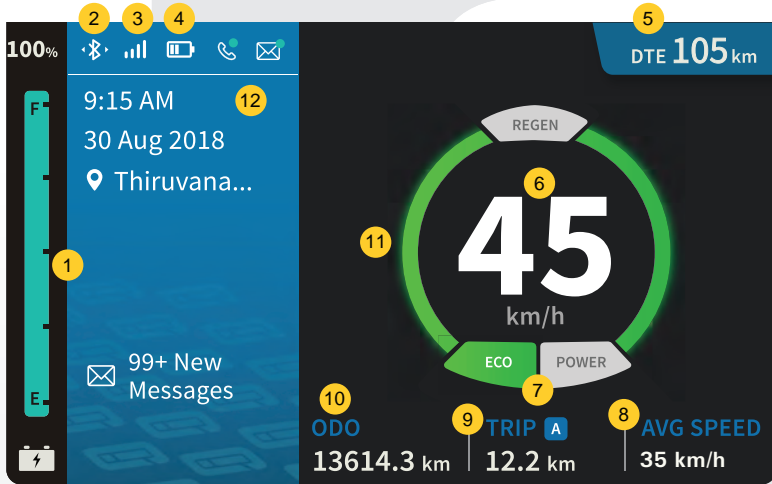 2
3
4
5
100%
DTE 105 km
F
9:15 AM
12
30 Aug 2018
Thiruvana...
REGEN
6
45
11
km/h
1
99+ New
Messages
ECO
POWER
7
E
10
9
8
ODO
TRIP A
AVG SPEED
13614.3 km
12.2 km
35 km/h